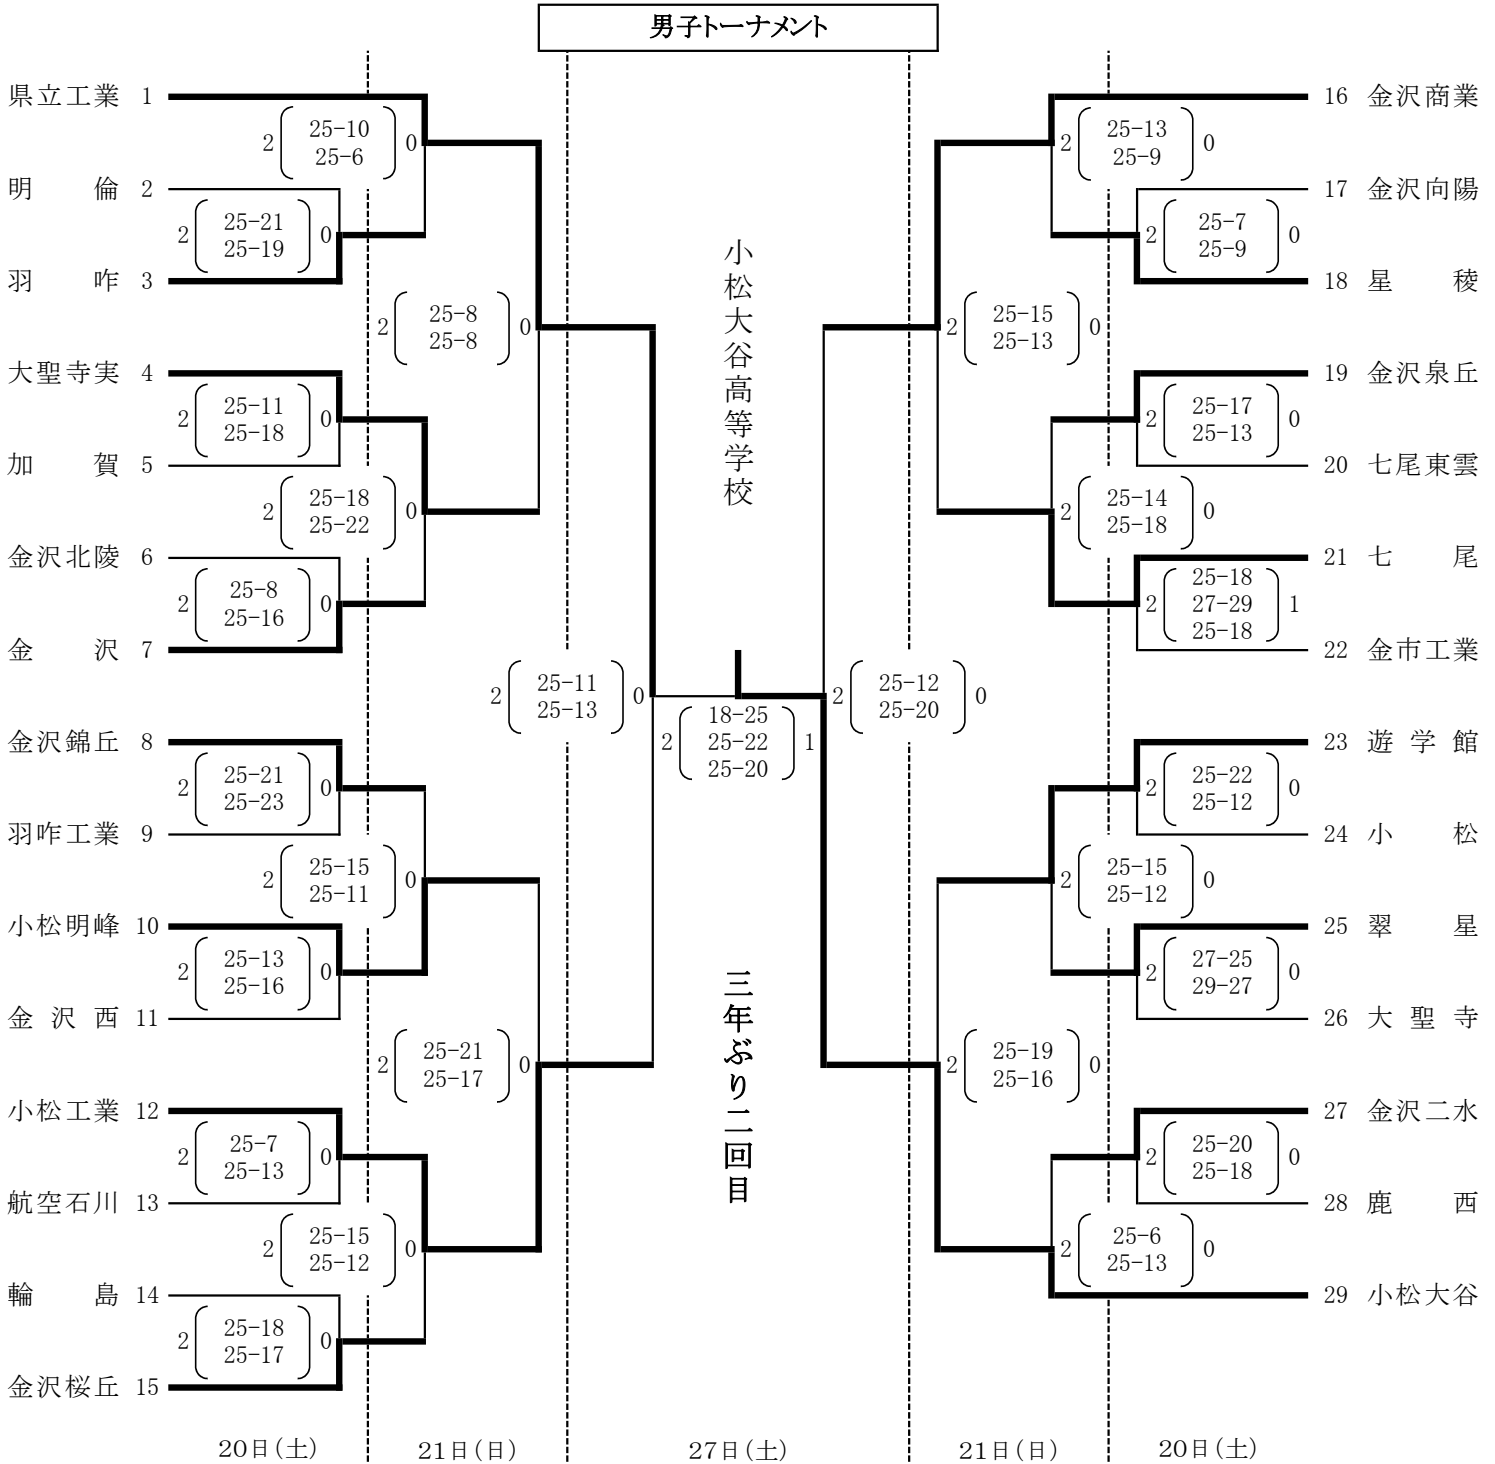 男子トーナメント
県立工業 1
明倫 2
羽咋 3
大聖寺実 4
加賀 5
金沢北陵 6
金沢 7
金沢錦丘 8
羽咋工業 9
小松明峰 10
金沢西 11
小松工業 12
航空石川 13
輪島 14
金沢桜丘 15
2 25-10 0
25-6
2 25-21 0
25-19
2 25-11 0
25-18
2 25-18 0
25-22
2 25-8 0
25-16
2 25-21 0
25-23
2 25-15 0
25-11
2 25-13 0
25-16
2 25-7 0
25-13
2 25-15 0
25-12
2 25-18 0
25-17
2 25-8 0
25-8
2 25-21 0
25-17
2 25-11 0
25-13
小松大谷高等学校
18-25
2 25-22 1
25-20
三年ぶり二回目
2 25-12 0
25-20
2 25-15 0
25-13
2 25-19 0
25-16
2 25-13 0
25-9
2 25-7 0
25-9
2 25-17 0
25-13
2 25-14 0
25-18
25-18
2 27-29 1
25-18
2 25-22 0
25-12
2 25-15 0
25-12
2 27-25 0
29-27
2 25-20 0
25-18
2 25-6 0
25-13
16 金沢商業
17 金沢向陽
18 星稜
19 金沢泉丘
20 七尾東雲
21 七尾
22 金市工業
23 遊学館
24 小松
25 翠星
26 大聖寺
27 金沢二水
28 鹿西
29 小松大谷
20日(土) 21日(日) 27日(土) 21日(日) 20日(土)